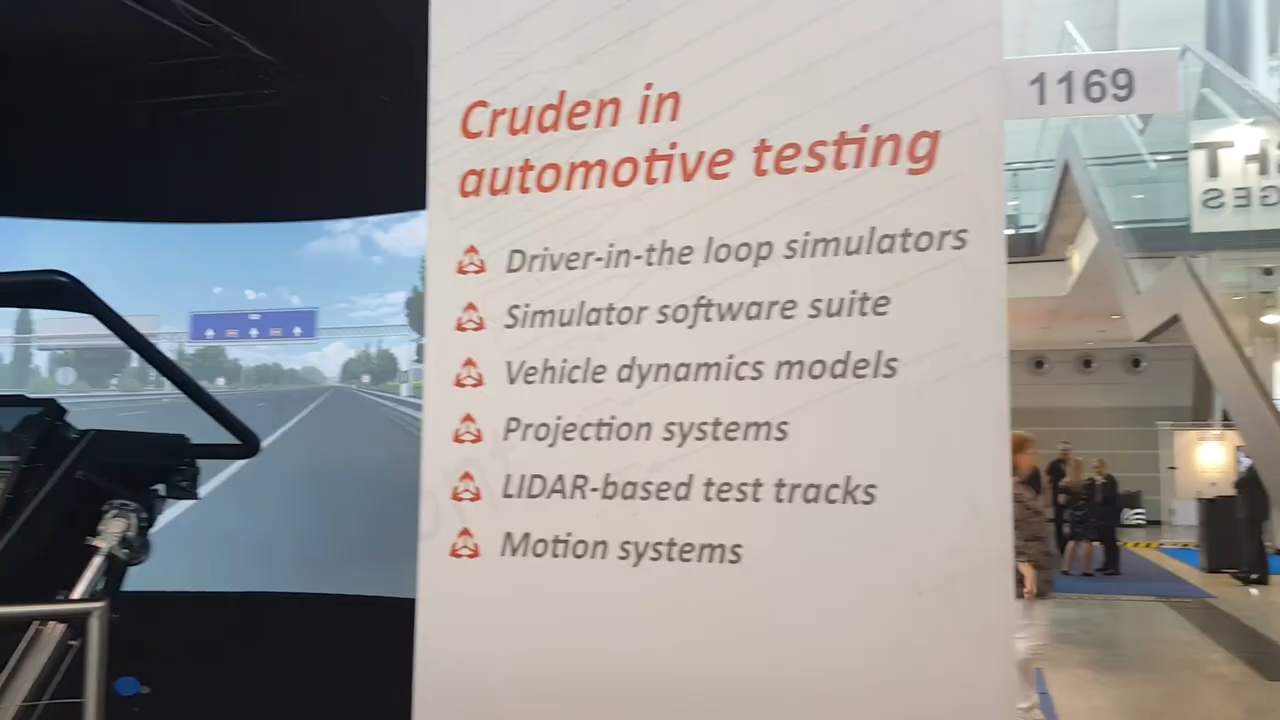 Cruden in
automotive testing
Driver-in-the loop simulators
Simulator software suite
Vehicle dynamics models
Projection systems
LIDAR-based test tracks
Motion systems
1169